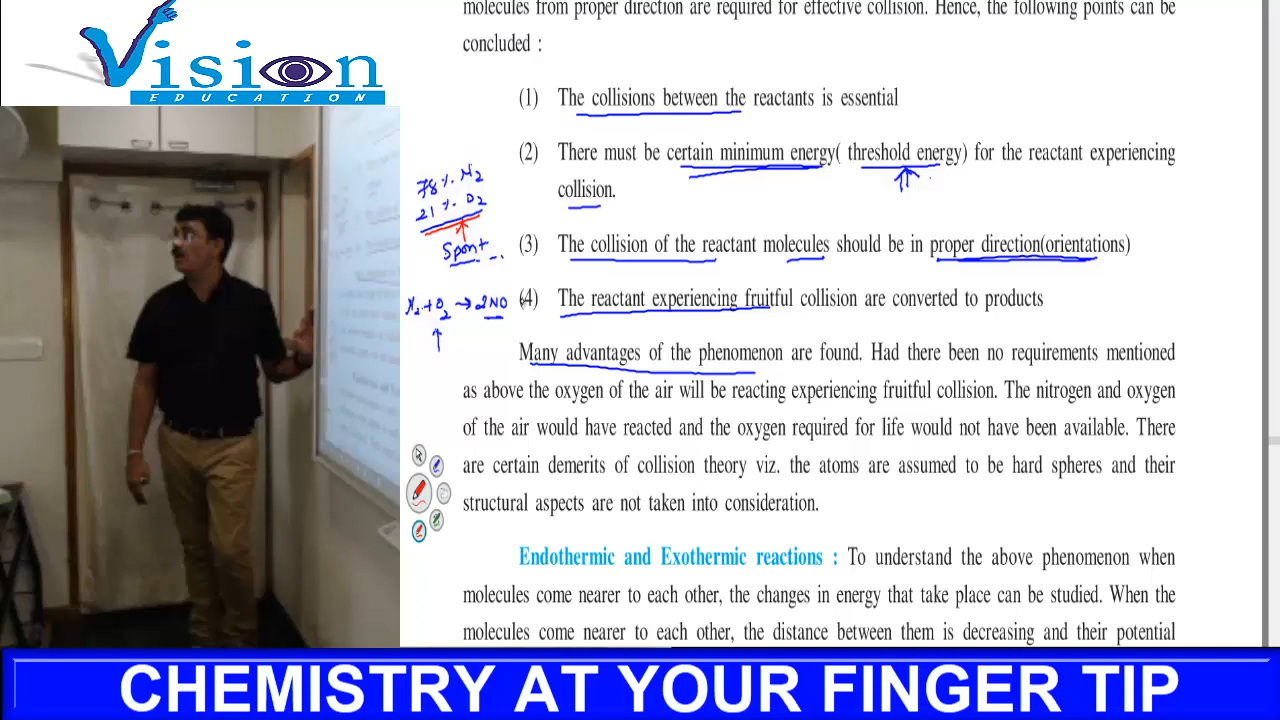 Vision
EDUCATION
molecules from proper direction are required for effective collision. Hence, the following points can be
concluded :
(1) The collisions between the reactants is essential
(2) There must be certain minimum energy( threshold energy) for the reactant experiencing
collision.
78 % N2
21 % O2
Spont
(3) The collision of the reactant molecules should be in proper direction(orientations)
N2 + O2 → 2NO
(4) The reactant experiencing fruitful collision are converted to products
Many advantages of the phenomenon are found. Had there been no requirements mentioned
as above the oxygen of the air will be reacting experiencing fruitful collision. The nitrogen and oxygen
of the air would have reacted and the oxygen required for life would not have been available. There
are certain demerits of collision theory viz. the atoms are assumed to be hard spheres and their
structural aspects are not taken into consideration.
Endothermic and Exothermic reactions : To understand the above phenomenon when
molecules come nearer to each other, the changes in energy that take place can be studied. When the
molecules come nearer to each other, the distance between them is decreasing and their potential
CHEMISTRY AT YOUR FINGER TIP